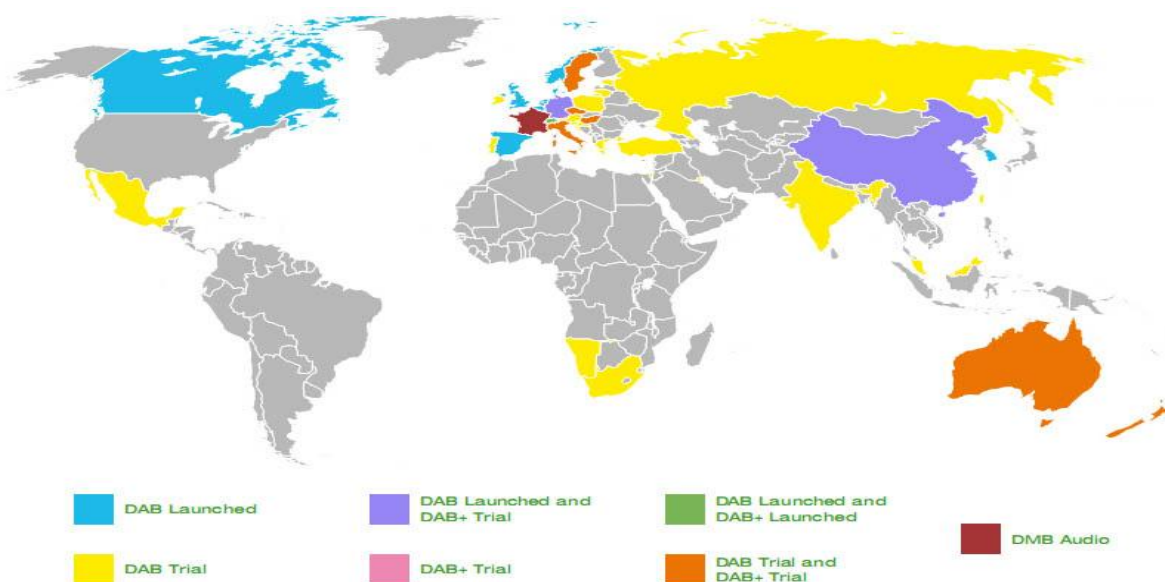 DAB Launched
DAB Launched and
DAB+ Trial
DAB Launched and
DAB+ Launched
DMB Audio
DAB Trial
DAB+ Trial
DAB Trial and
DAB+ Trial